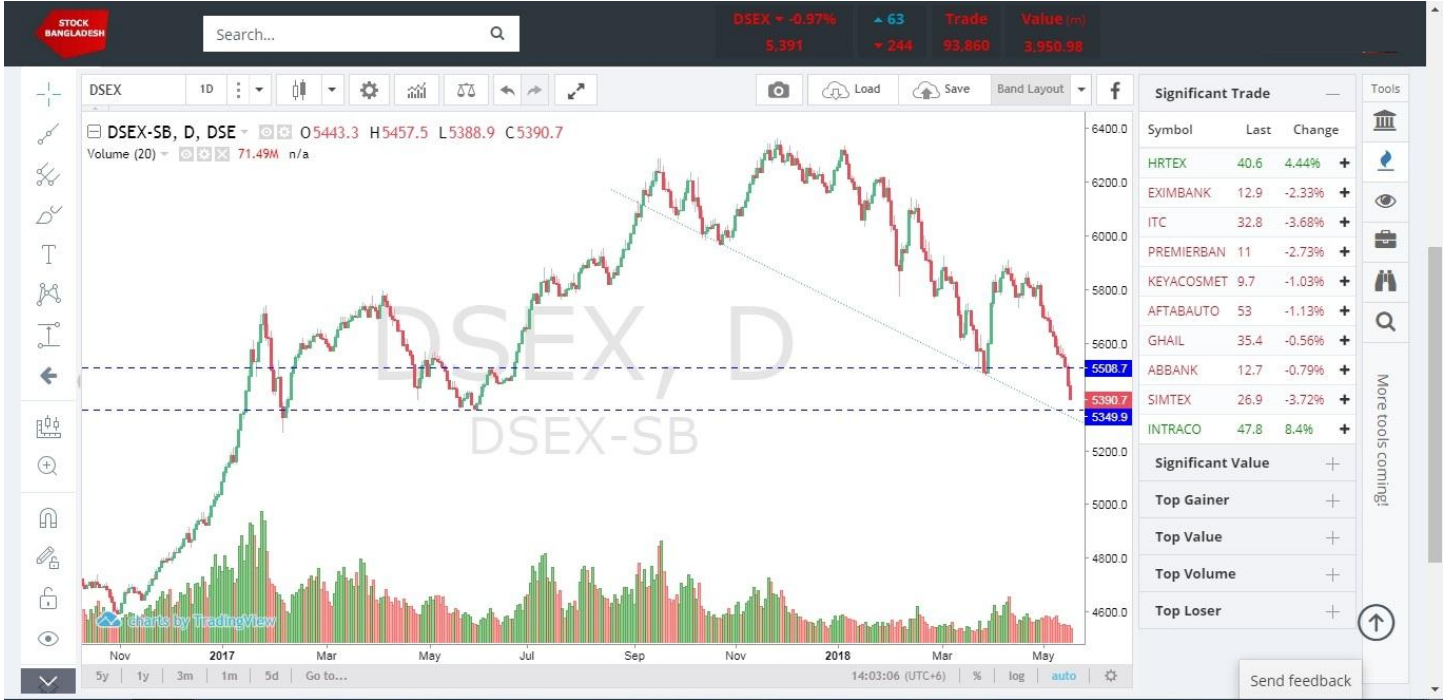 STOCK
BANGLADESH
Search...
DSEX -0.97% 63 Trade Value (m)
5,391 244 93,860 3,950.98
DSEX 1D Load Save Band Layout f
DSEX-SB, D, DSE O5443.3 H5457.5 L5388.9 C5390.7
Volume (20) 71.49M n/a
DSEX, D
DSEX-SB
6400.0
6200.0
6000.0
5800.0
5600.0
5508.7
5390.7
5349.9
5200.0
5000.0
4800.0
4600.0
charts by TradingView
Nov 2017 Mar May Jul Sep Nov 2018 Mar May
5y 1y 3m 1m 5d Go to... 14:03:06 (UTC+6) % log auto
Significant Trade
Symbol Last Change
HRTEX 40.6 4.44% +
EXIMBANK 12.9 -2.33% +
ITC 32.8 -3.68% +
PREMIERBAN 11 -2.73% +
KEYACOSMET 9.7 -1.03% +
AFTABAUTO 53 -1.13% +
GHAIL 35.4 -0.56% +
ABBANK 12.7 -0.79% +
SIMTEX 26.9 -3.72% +
INTRACO 47.8 8.4% +
Significant Value
Top Gainer
Top Value
Top Volume
Top Loser
Tools
More tools coming!
Send feedback